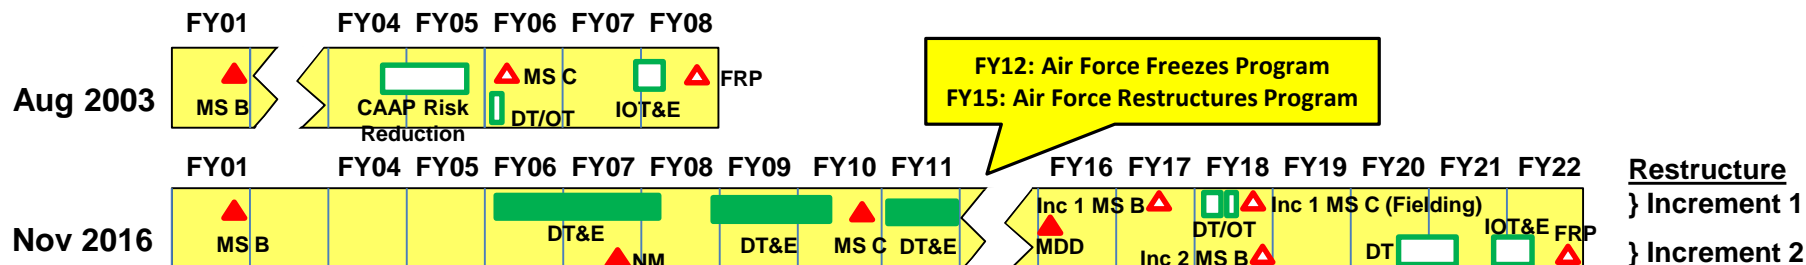 FY01 FY04 FY05 FY06 FY07 FY08
Aug 2003
MS B
CAAP Risk
Reduction
MS C
DT/OT
IOT&E
FRP
FY12: Air Force Freezes Program
FY15: Air Force Restructures Program
FY01 FY04 FY05 FY06 FY07 FY08 FY09 FY10 FY11 FY16 FY17 FY18 FY19 FY20 FY21 FY22
Restructure
} Increment 1
Nov 2016
MS B
DT&E
NM
DT&E
MS C
DT&E
Inc 1 MS B
MDD
DT/OT
Inc 1 MS C (Fielding)
Inc 2 MS B
DT
IOT&E
FRP
} Increment 2